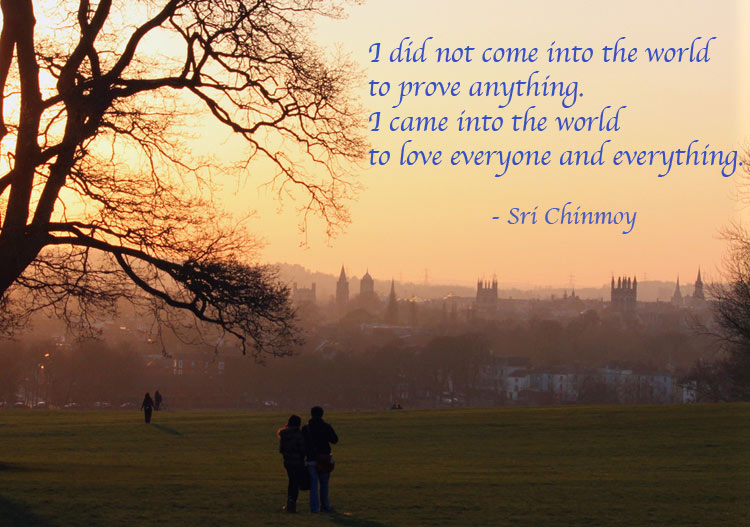 I did not come into the world
to prove anything.
I came into the world
to love everyone and everything.
- Sri Chinmoy